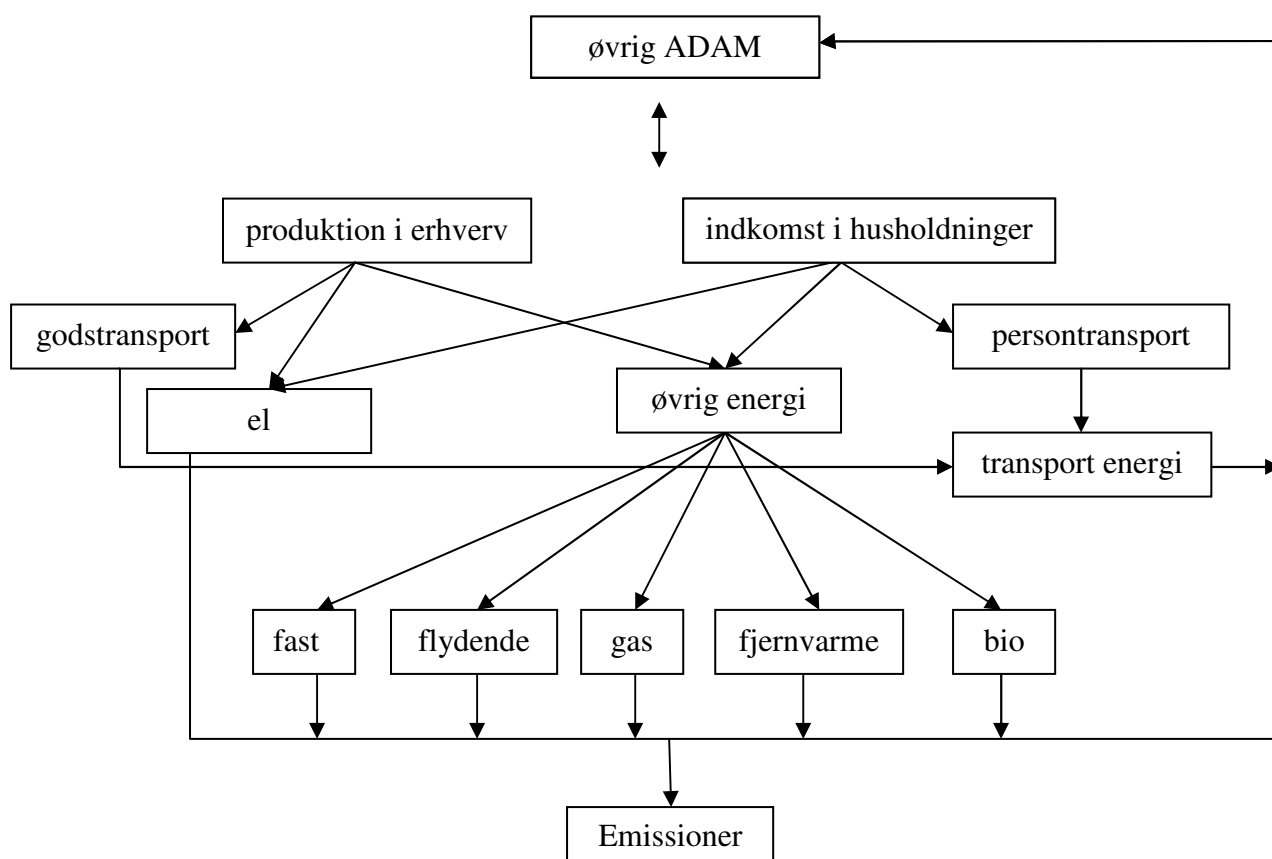 øvrig ADAM
produktion i erhverv
indkomst i husholdninger
godstransport
persontransport
el
øvrig energi
transport energi
fast
flydende
gas
fjernvarme
bio
Emissioner